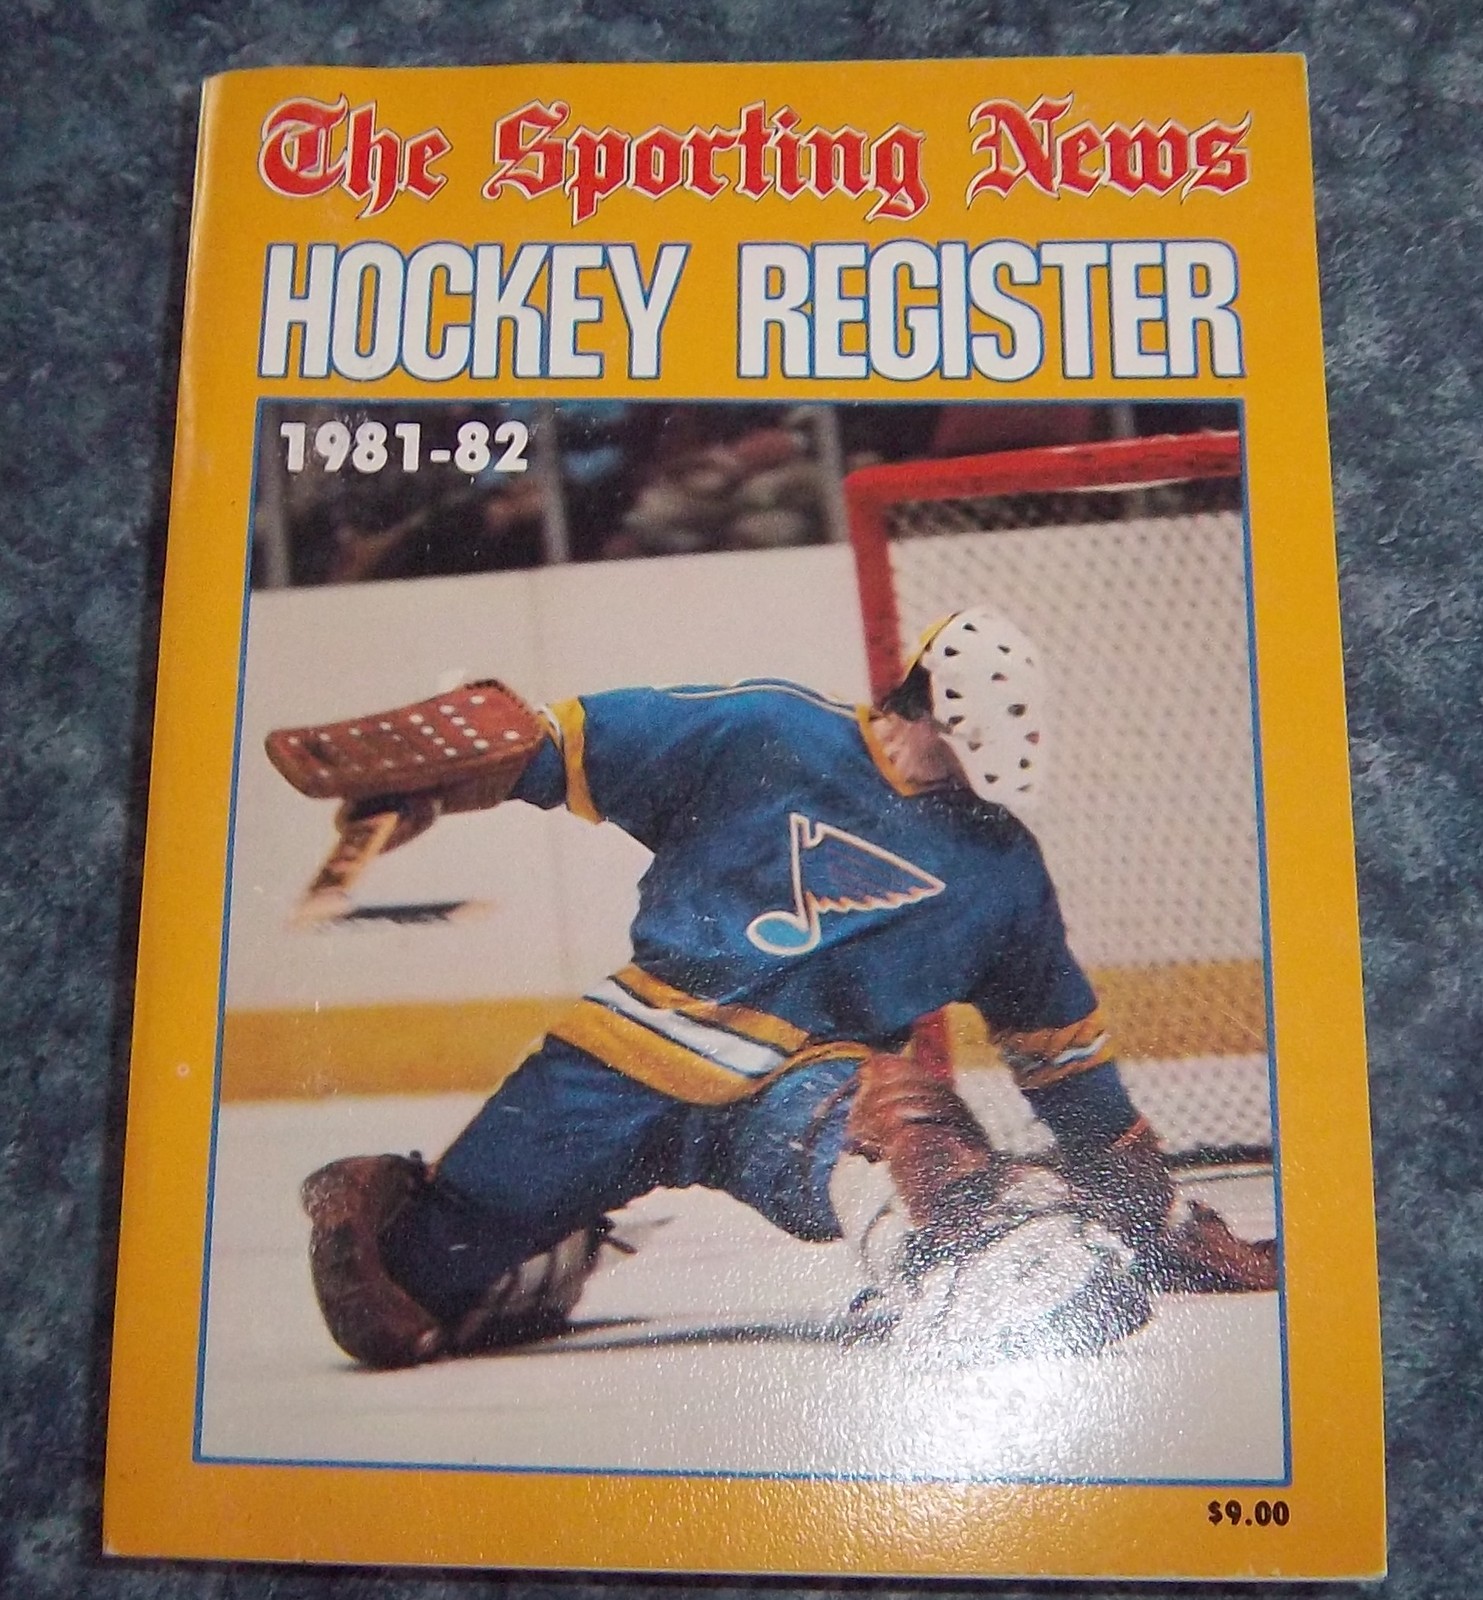 The Sporting News
HOCKEY REGISTER
1981-82
$9.00